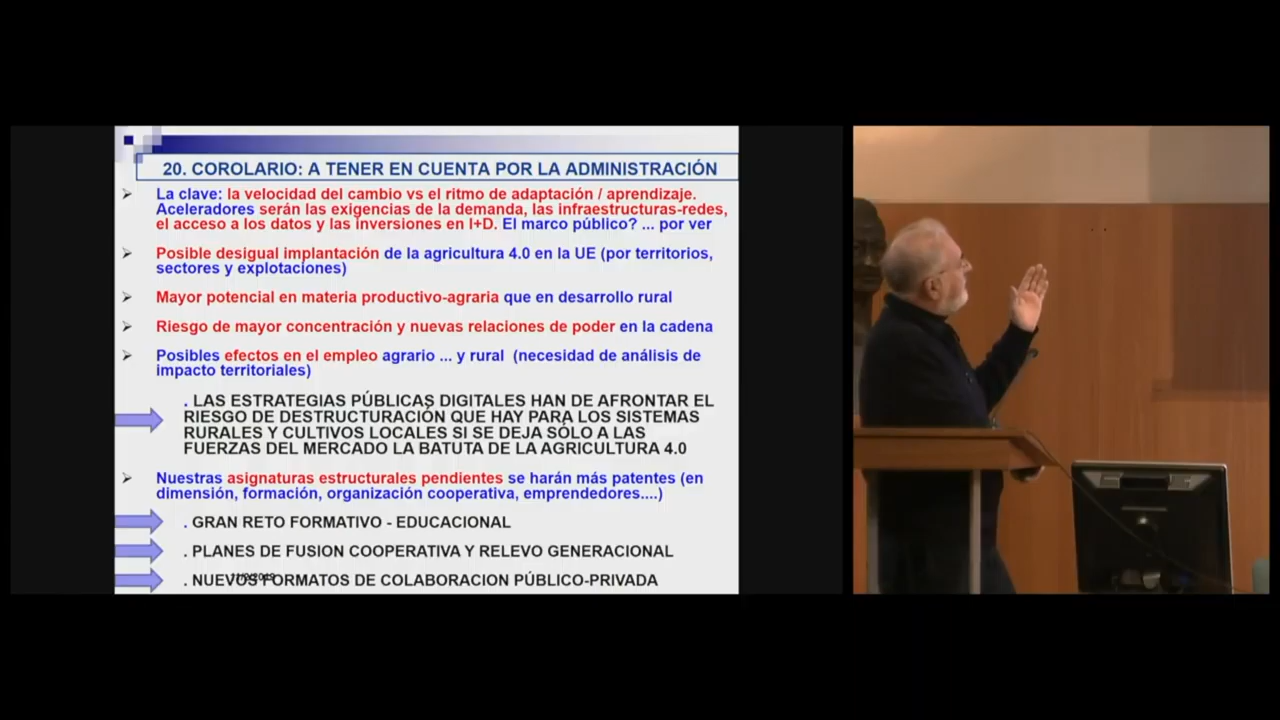 20. COROLARIO: A TENER EN CUENTA POR LA ADMINISTRACIÓN
La clave: la velocidad del cambio vs el ritmo de adaptación / aprendizaje.
Aceleradores serán las exigencias de la demanda, las infraestructuras-redes,
el acceso a los datos y las inversiones en I+D. El marco público? ... por ver
Posible desigual implantación de la agricultura 4.0 en la UE (por territorios,
sectores y explotaciones)
Mayor potencial en materia productivo-agraria que en desarrollo rural
Riesgo de mayor concentración y nuevas relaciones de poder en la cadena
Posibles efectos en el empleo agrario ... y rural (necesidad de análisis de
impacto territoriales)
. LAS ESTRATEGIAS PÚBLICAS DIGITALES HAN DE AFRONTAR EL
RIESGO DE DESTRUCTURACIÓN QUE HAY PARA LOS SISTEMAS
RURALES Y CULTIVOS LOCALES SI SE DEJA SÓLO A LAS
FUERZAS DEL MERCADO LA BATUTA DE LA AGRICULTURA 4.0
Nuestras asignaturas estructurales pendientes se harán más patentes (en
dimensión, formación, organización cooperativa, emprendedores....)
. GRAN RETO FORMATIVO - EDUCACIONAL
. PLANES DE FUSION COOPERATIVA Y RELEVO GENERACIONAL
. NUEVOS FORMATOS DE COLABORACION PÚBLICO-PRIVADA